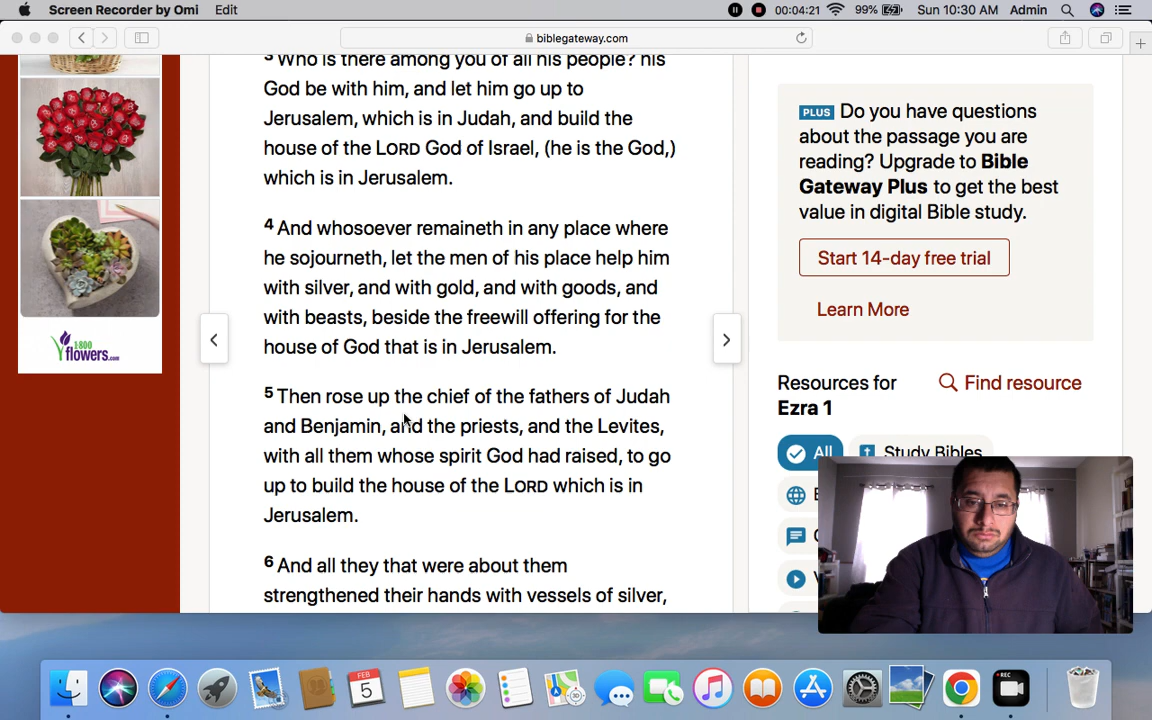 Screen Recorder by Omi Edit 00:04:21 99% Sun 10:30 AM Admin
biblegateway.com
3 Who is there among you of all his people? his
God be with him, and let him go up to
Jerusalem, which is in Judah, and build the
house of the LORD God of Israel, (he is the God,)
which is in Jerusalem.
4 And whosoever remaineth in any place where
he sojourneth, let the men of his place help him
with silver, and with gold, and with goods, and
with beasts, beside the freewill offering for the
house of God that is in Jerusalem.
5 Then rose up the chief of the fathers of Judah
and Benjamin, and the priests, and the Levites,
with all them whose spirit God had raised, to go
up to build the house of the LORD which is in
Jerusalem.
6 And all they that were about them
strengthened their hands with vessels of silver,
1800
flowers.com
PLUS Do you have questions
about the passage you are
reading? Upgrade to Bible
Gateway Plus to get the best
value in digital Bible study.
Start 14-day free trial
Learn More
Resources for Find resource
Ezra 1
All Study Bibles
FEB
5
REC